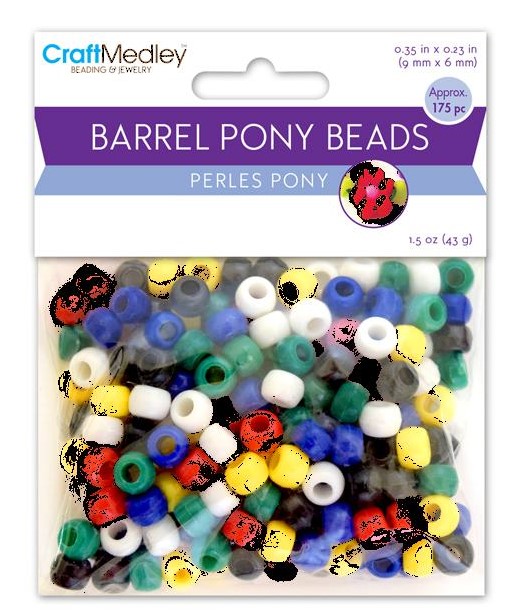 CraftMedley™
BEADING & JEWELRY
0.35 in x 0.23 in
(9 mm x 6 mm)
Approx.
175 pc
BARREL PONY BEADS
PERLES PONY
1.5 oz (43 g)